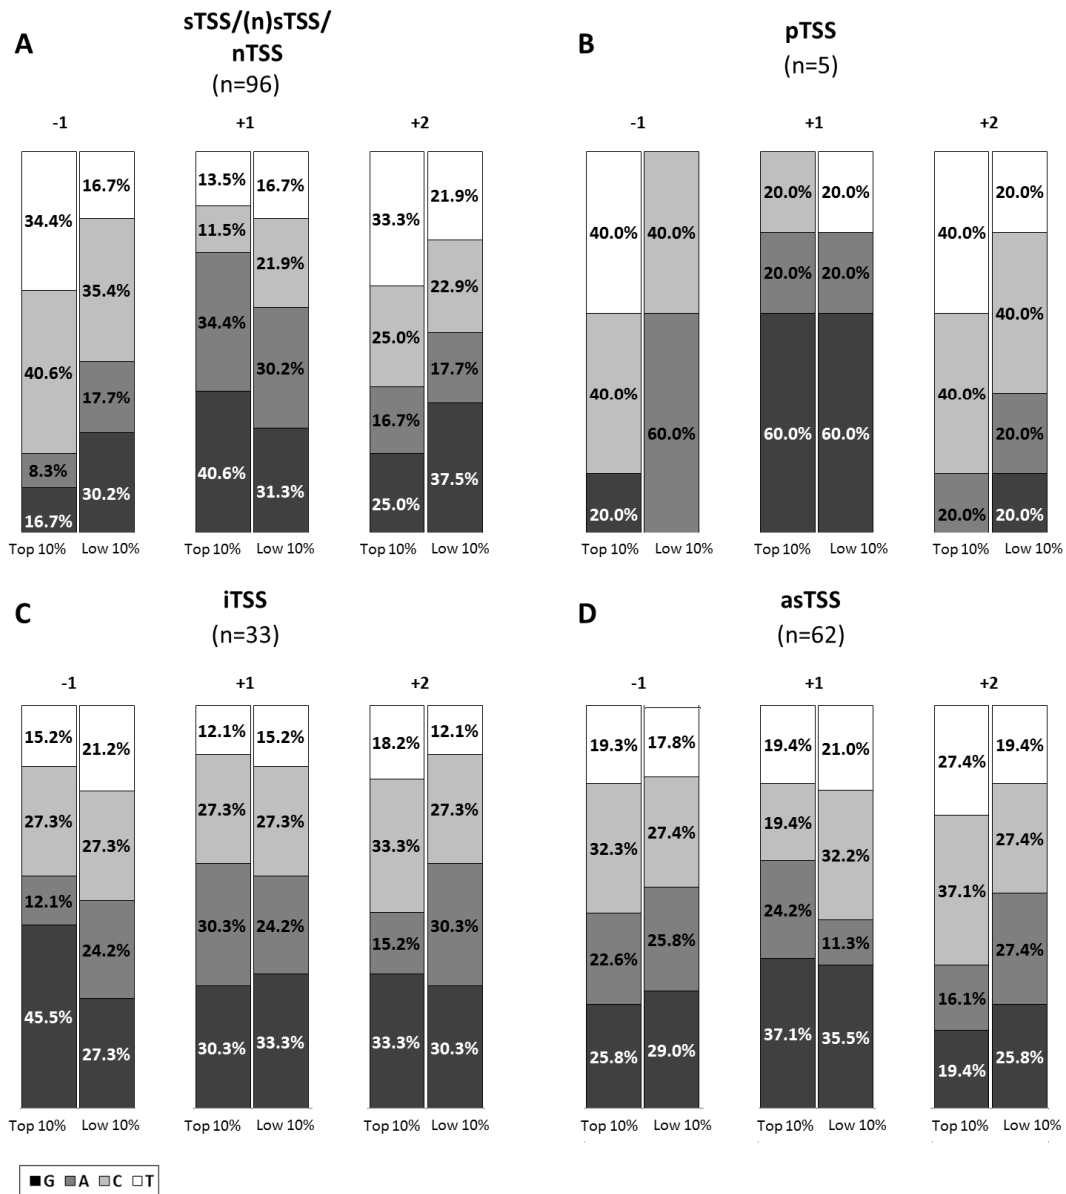 A
sTSS/(n)sTSS/
nTSS
(n=96)
-1
+1
+2
34.4%
40.6%
8.3%
16.7%
16.7%
35.4%
17.7%
30.2%
13.5%
11.5%
34.4%
40.6%
16.7%
21.9%
30.2%
31.3%
33.3%
25.0%
16.7%
25.0%
21.9%
22.9%
17.7%
37.5%
Top 10%
Low 10%
Top 10%
Low 10%
Top 10%
Low 10%
B
pTSS
(n=5)
-1
+1
+2
40.0%
40.0%
20.0%
40.0%
60.0%
20.0%
20.0%
60.0%
20.0%
20.0%
60.0%
40.0%
40.0%
20.0%
20.0%
40.0%
20.0%
20.0%
Top 10%
Low 10%
Top 10%
Low 10%
Top 10%
Low 10%
C
iTSS
(n=33)
-1
+1
+2
15.2%
27.3%
12.1%
45.5%
21.2%
27.3%
24.2%
27.3%
12.1%
27.3%
30.3%
30.3%
15.2%
27.3%
24.2%
33.3%
18.2%
33.3%
15.2%
33.3%
12.1%
27.3%
30.3%
30.3%
Top 10%
Low 10%
Top 10%
Low 10%
Top 10%
Low 10%
D
asTSS
(n=62)
-1
+1
+2
19.3%
32.3%
22.6%
25.8%
17.8%
27.4%
25.8%
29.0%
19.4%
19.4%
24.2%
37.1%
21.0%
32.2%
11.3%
35.5%
27.4%
37.1%
16.1%
19.4%
19.4%
27.4%
27.4%
25.8%
Top 10%
Low 10%
Top 10%
Low 10%
Top 10%
Low 10%
G A C T